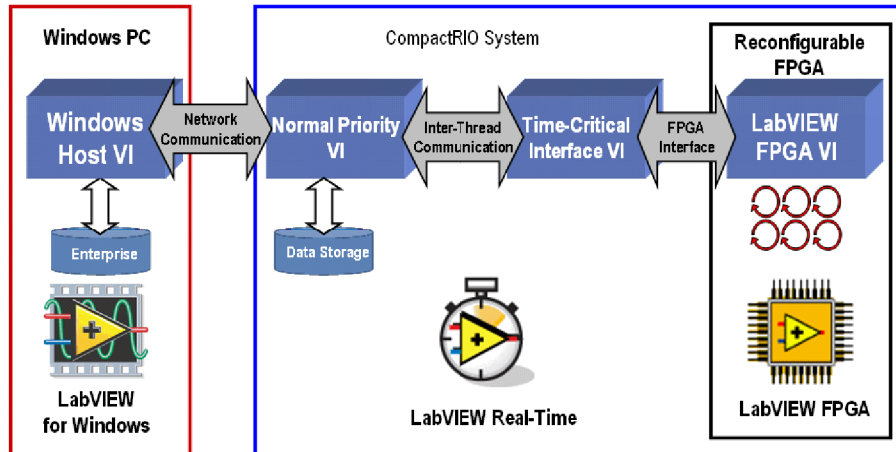 Windows PC
CompactRIO System
Reconfigurable
FPGA
Windows
Host VI
Network
Communication
Normal Priority
VI
Inter-Thread
Communication
Time-Critical
Interface VI
FPGA
Interface
LabVIEW
FPGA VI
Enterprise
Data Storage
LabVIEW
for Windows
LabVIEW Real-Time
LabVIEW FPGA